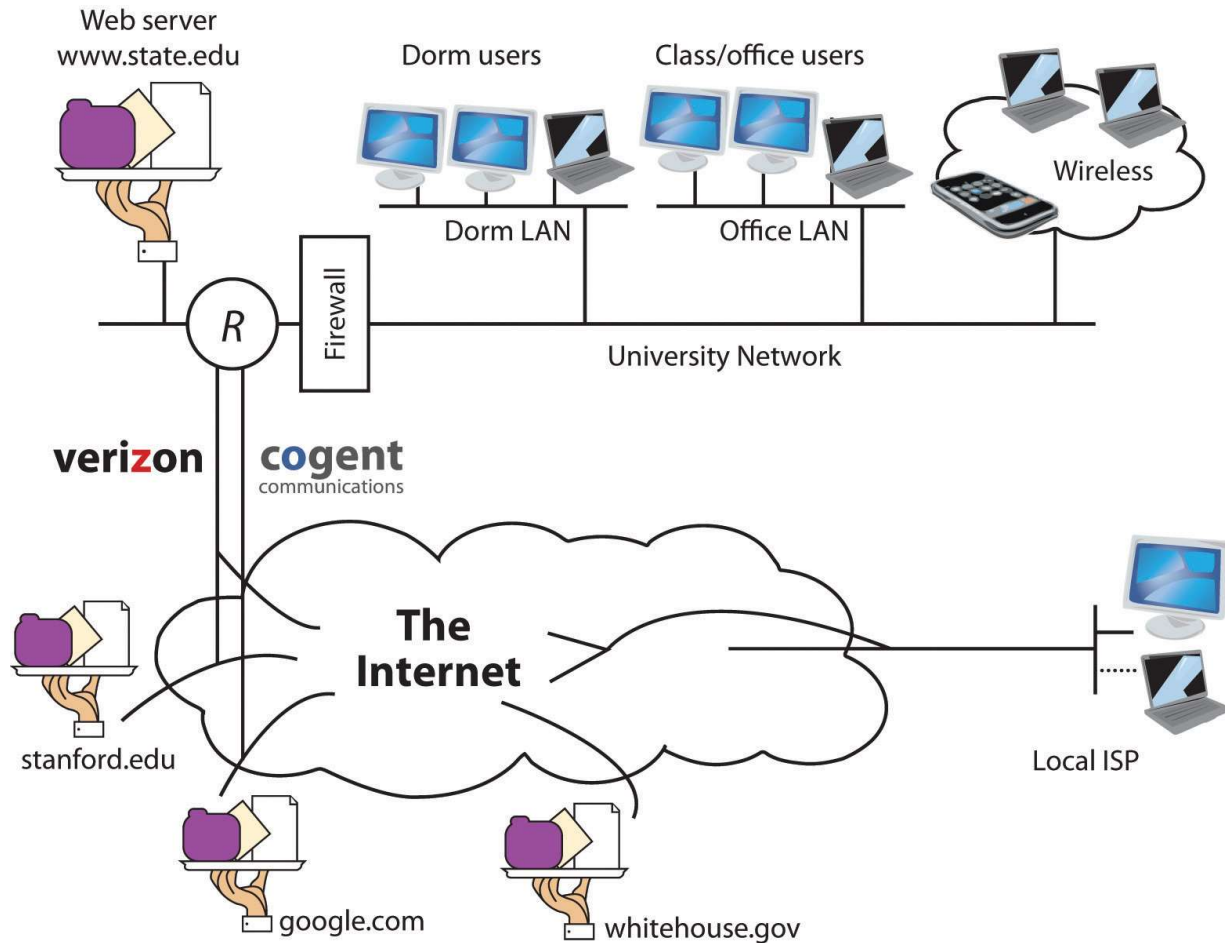 Web server
www.state.edu
Dorm users
Class/office users
Wireless
Dorm LAN
Office LAN
R
Firewall
University Network
verizon
cogent
communications
The
Internet
stanford.edu
Local ISP
google.com
whitehouse.gov